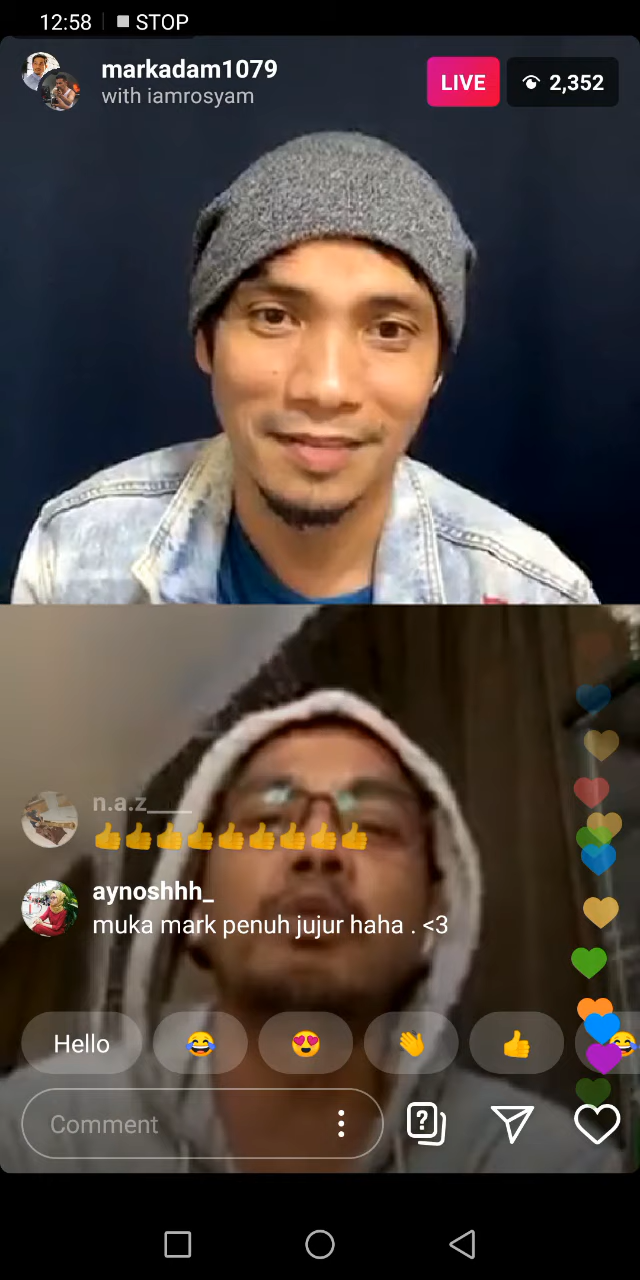 12:58 STOP
markadam1079
with iamrosyam
LIVE
2,352
n.a.z____
👍👍👍👍👍👍👍👍👍
aynoshhh_
muka mark penuh jujur haha . <3
Hello 😂 😍 👋 👍 😂
Comment